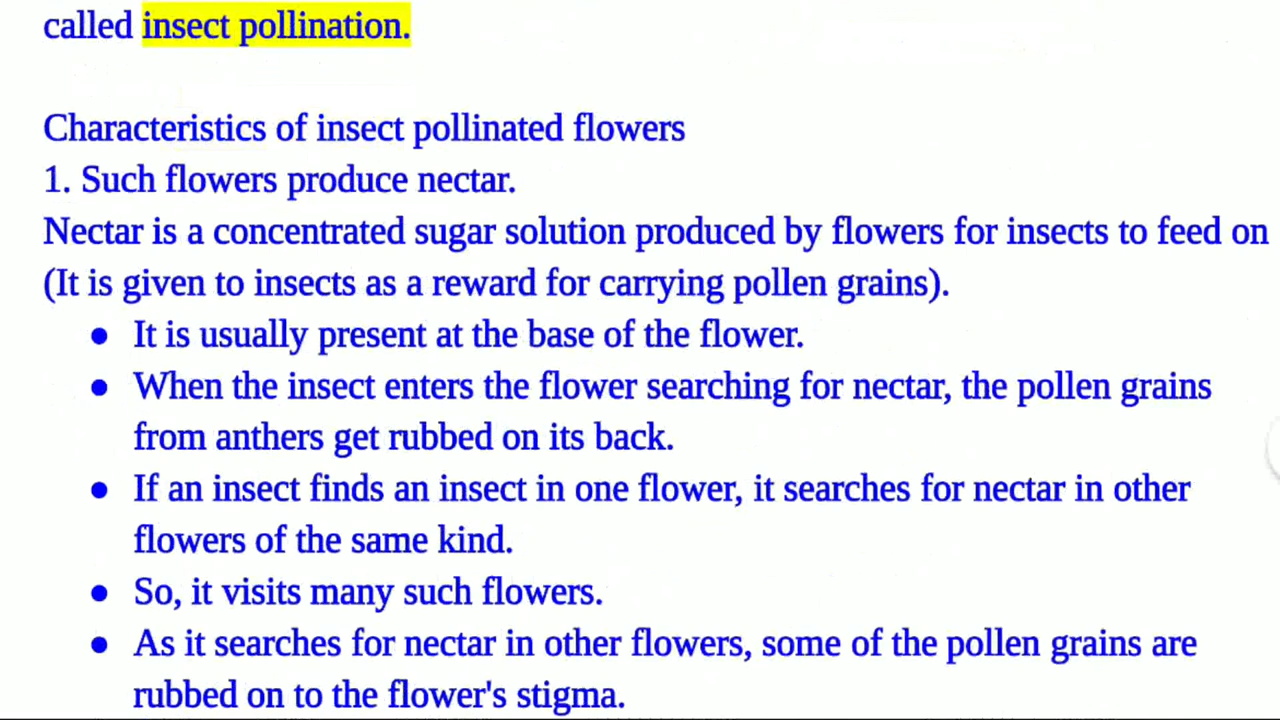 called insect pollination.
Characteristics of insect pollinated flowers
1. Such flowers produce nectar.
Nectar is a concentrated sugar solution produced by flowers for insects to feed on
(It is given to insects as a reward for carrying pollen grains).
● It is usually present at the base of the flower.
● When the insect enters the flower searching for nectar, the pollen grains
from anthers get rubbed on its back.
● If an insect finds an insect in one flower, it searches for nectar in other
flowers of the same kind.
● So, it visits many such flowers.
● As it searches for nectar in other flowers, some of the pollen grains are
rubbed on to the flower's stigma.